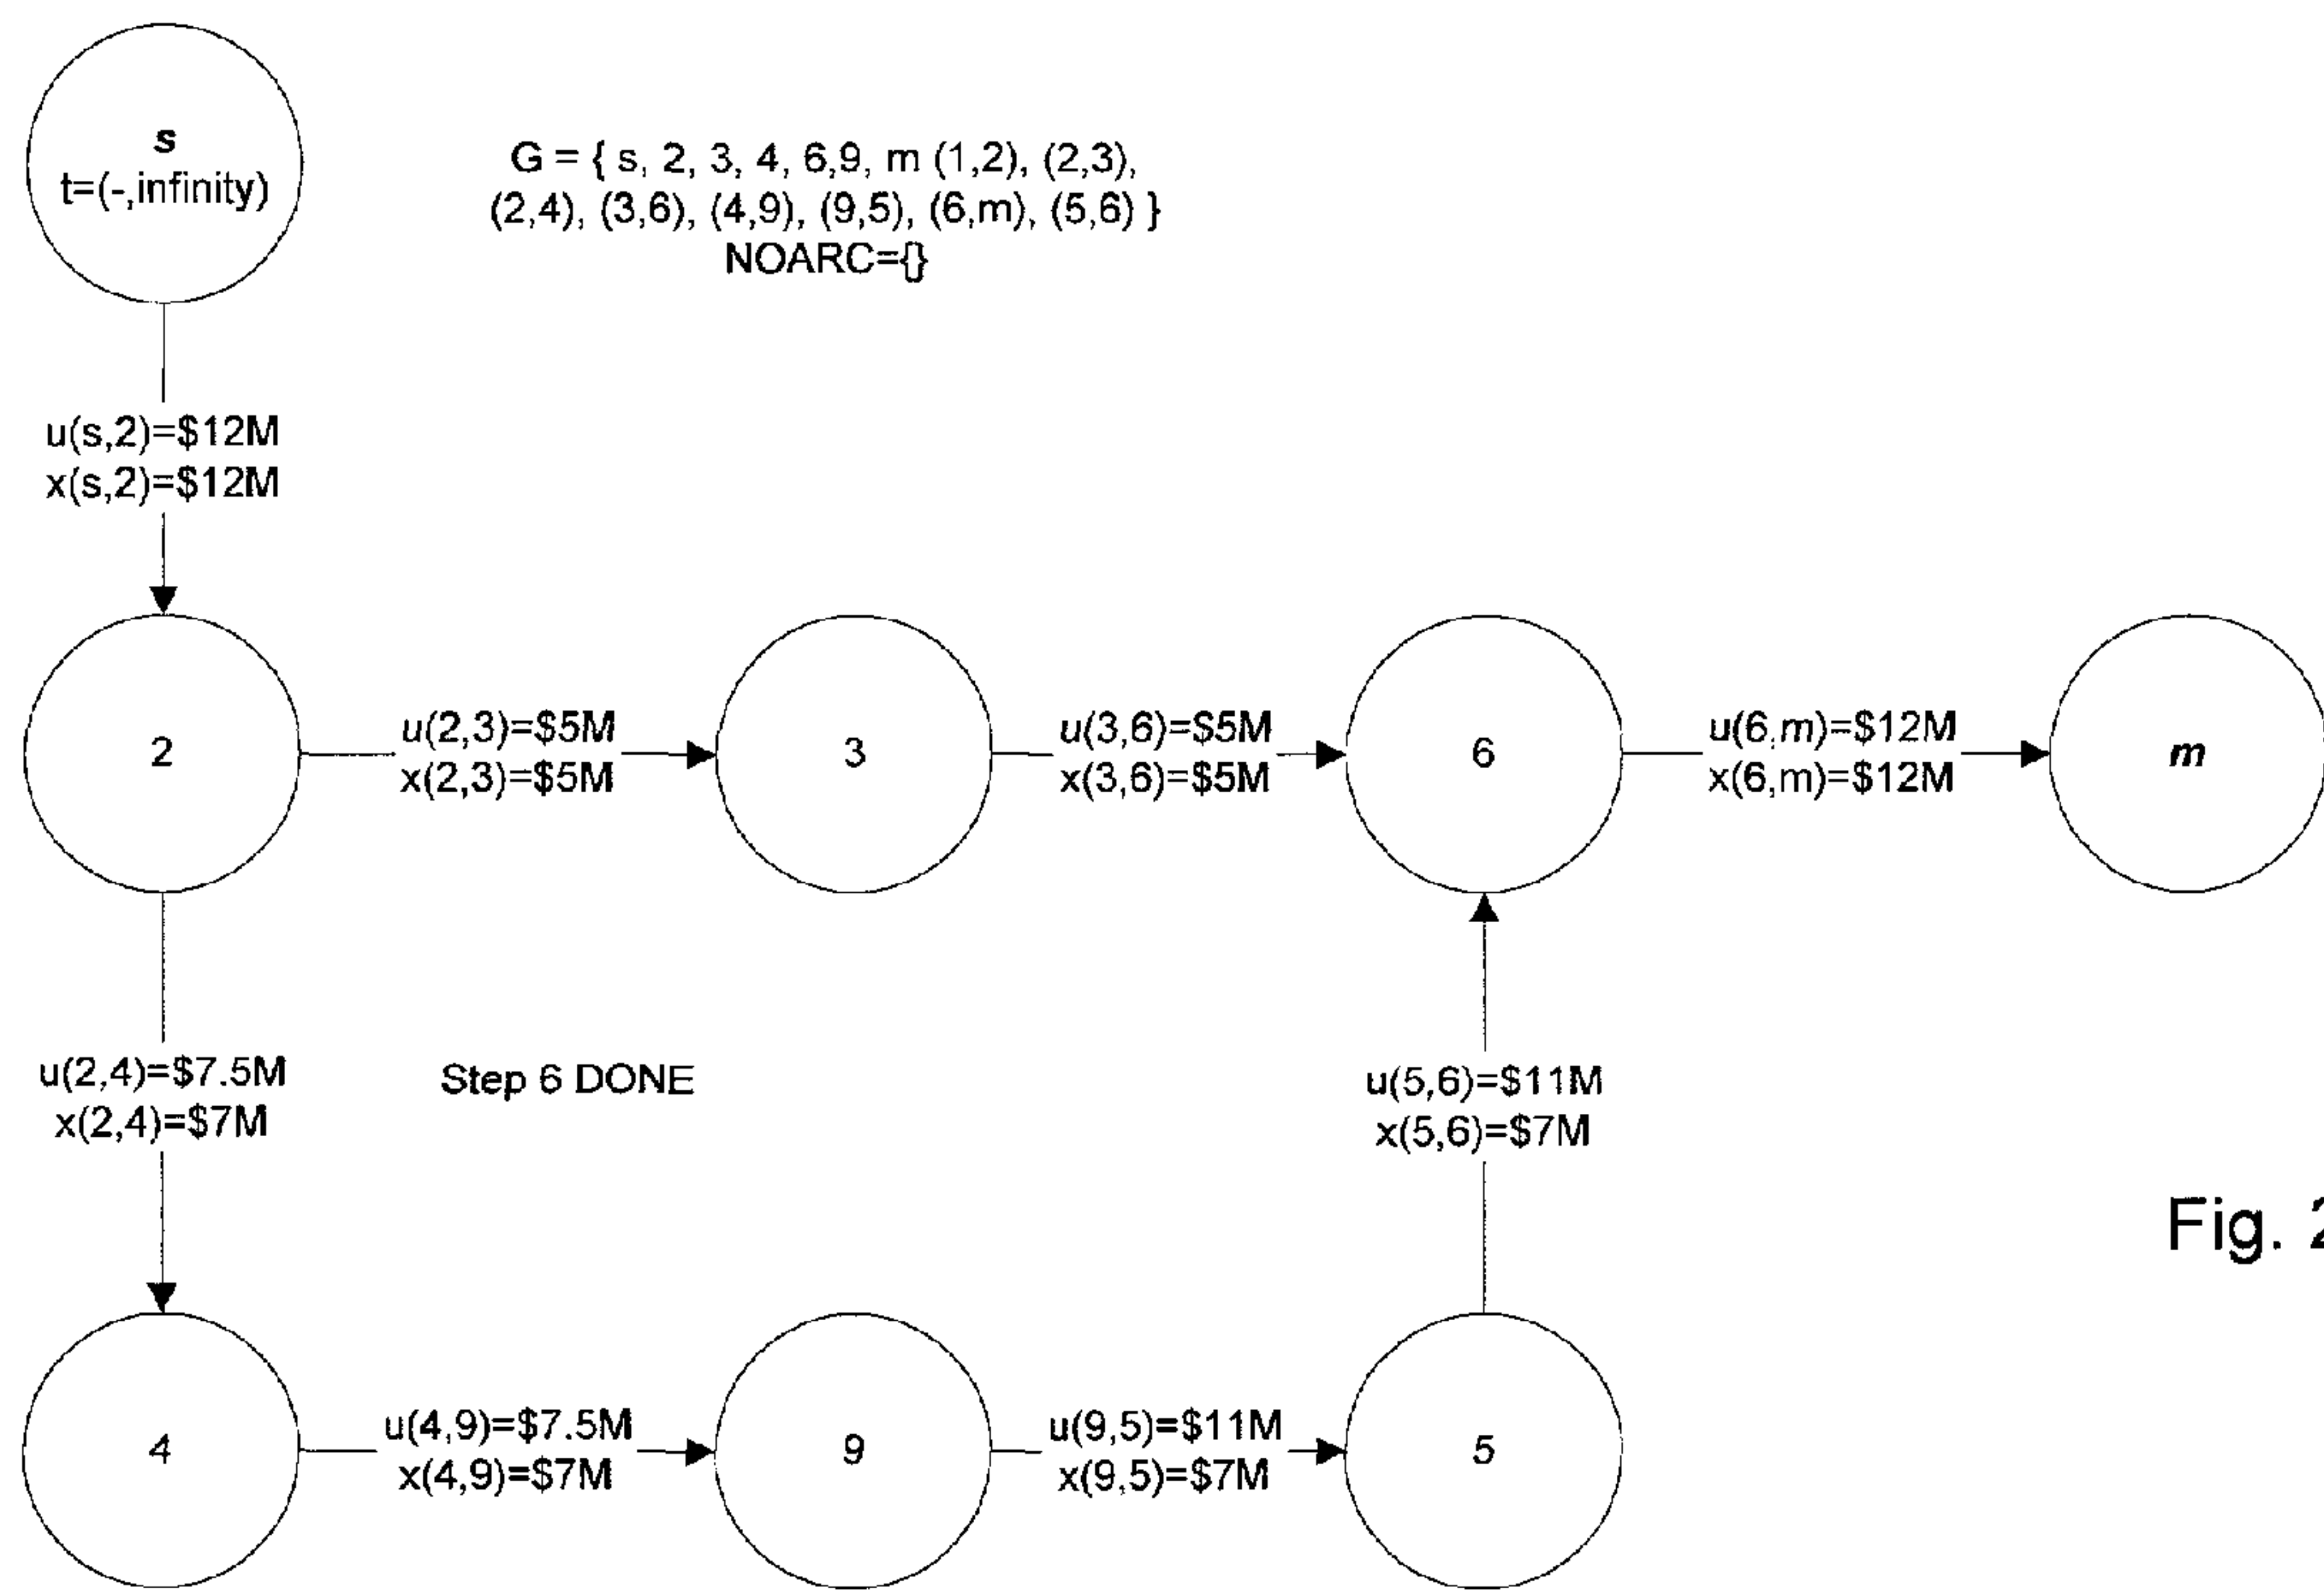 s
t=(-,infinity)
G = { s, 2, 3, 4, 6,9, m (1,2), (2,3),
(2,4), (3,6), (4,9), (9,5), (6,m), (5,6) }
NOARC={}
u(s,2)=$12M
x(s,2)=$12M
2
u(2,3)=$5M
x(2,3)=$5M
3
u(3,6)=$5M
x(3,6)=$5M
6
u(6,m)=$12M
x(6,m)=$12M
m
u(2,4)=$7.5M
x(2,4)=$7M
Step 6 DONE
u(5,6)=$11M
x(5,6)=$7M
Fig.
4
u(4,9)=$7.5M
x(4,9)=$7M
9
u(9,5)=$11M
x(9,5)=$7M
5